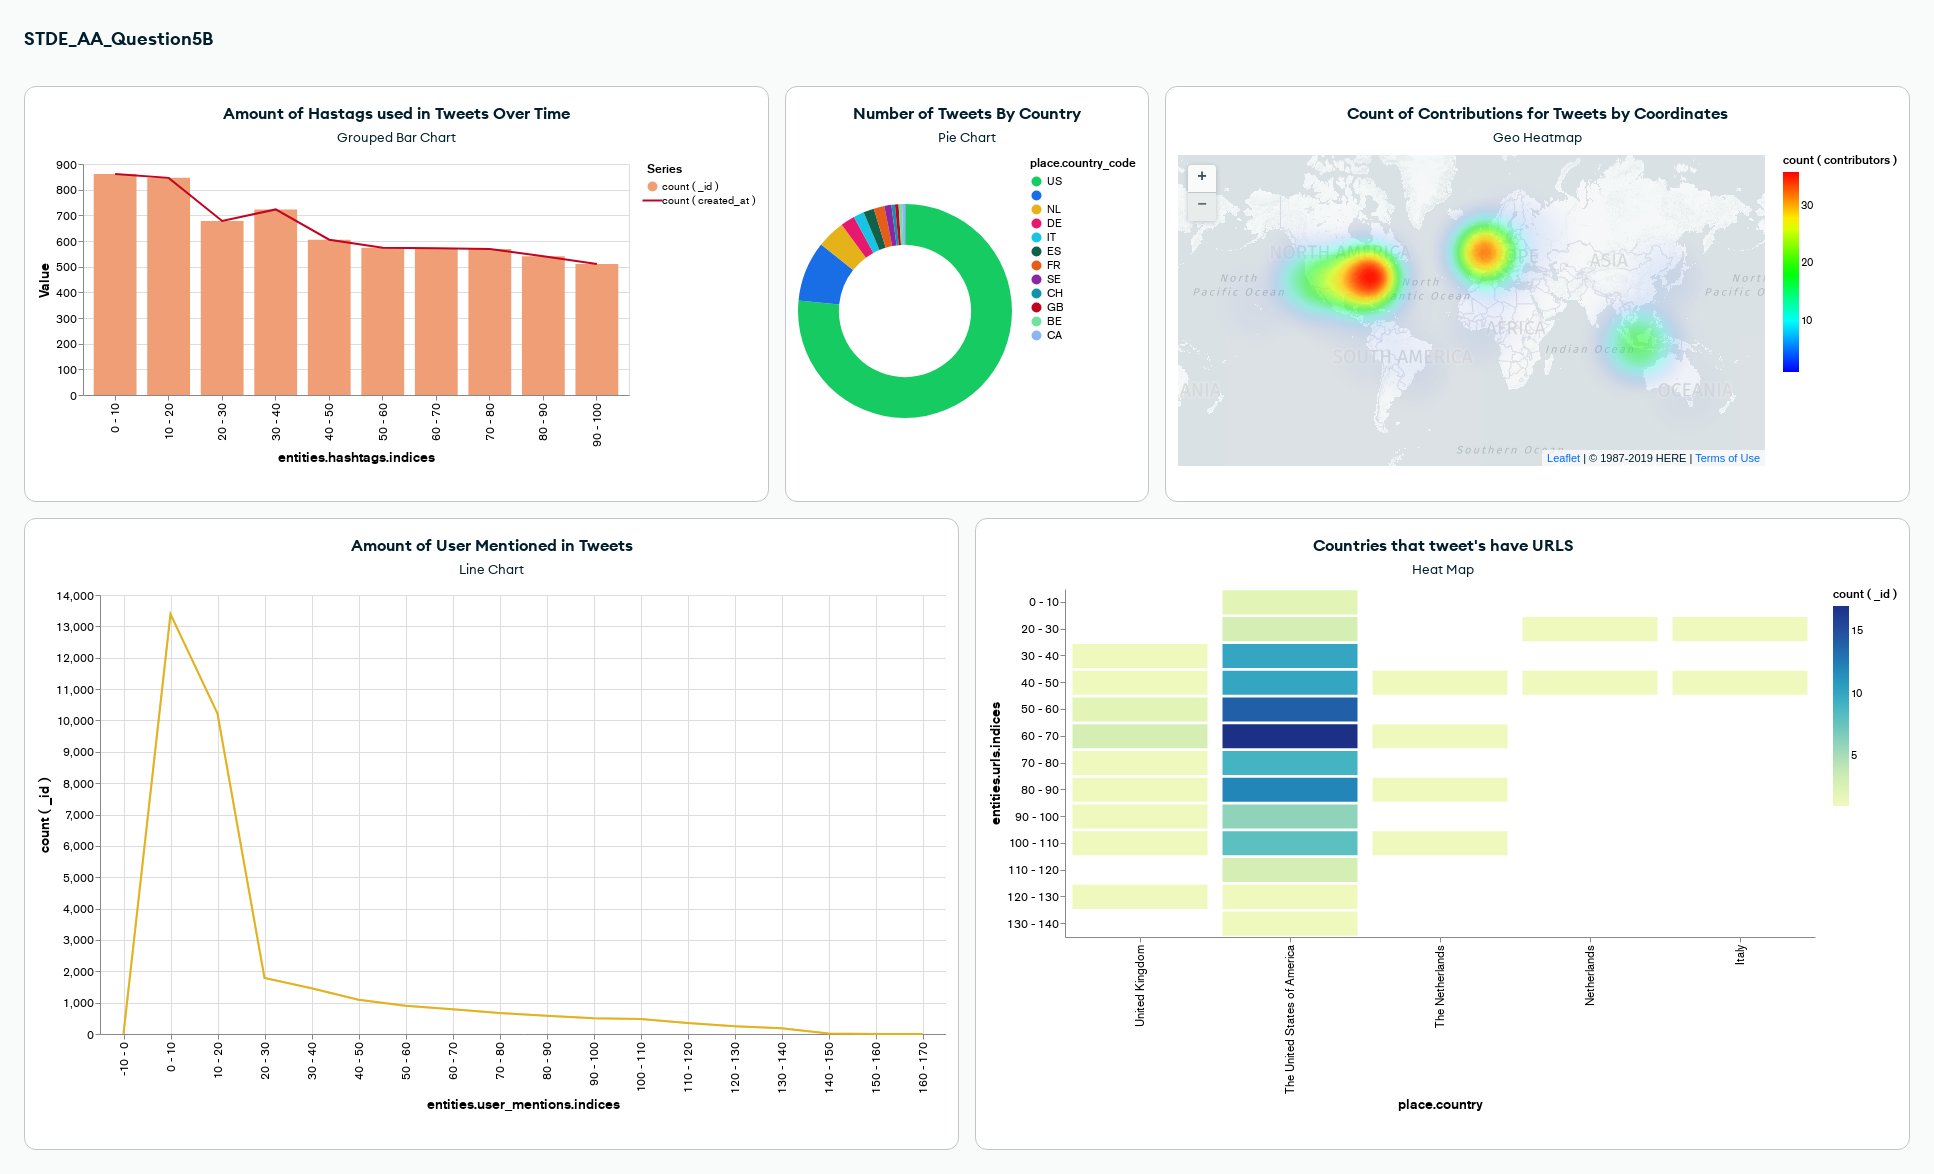 STDE_AA_Question5B
Amount of Hastags used in Tweets Over Time
Grouped Bar Chart
Value
900
800
700
600
500
400
300
200
100
0
0 - 10
10 - 20
20 - 30
30 - 40
40 - 50
50 - 60
60 - 70
70 - 80
80 - 90
90 - 100
entities.hashtags.indices
Series
count ( _id )
count ( created_at )
Number of Tweets By Country
Pie Chart
place.country_code
US
NL
DE
IT
ES
FR
SE
CH
GB
BE
CA
Count of Contributions for Tweets by Coordinates
Geo Heatmap
+
−
NORTH AMERICA
ASIA
North
Pacific Ocean
North
North
Pacific O
AFRICA
SOUTH AMERICA
Indian Ocean
ANIA
OCEANIA
Southern Ocean
Leaflet | © 1987-2019 HERE | Terms of Use
count ( contributors )
30
20
10
Amount of User Mentioned in Tweets
Line Chart
count ( _id )
14,000
13,000
12,000
11,000
10,000
9,000
8,000
7,000
6,000
5,000
4,000
3,000
2,000
1,000
0
-10 - 0
0 - 10
10 - 20
20 - 30
30 - 40
40 - 50
50 - 60
60 - 70
70 - 80
80 - 90
90 - 100
100 - 110
110 - 120
120 - 130
130 - 140
140 - 150
150 - 160
160 - 170
entities.user_mentions.indices
Countries that tweet's have URLS
Heat Map
entities.urls.indices
0 - 10
20 - 30
30 - 40
40 - 50
50 - 60
60 - 70
70 - 80
80 - 90
90 - 100
100 - 110
110 - 120
120 - 130
130 - 140
United Kingdom
The United States of America
The Netherlands
Netherlands
Italy
place.country
count ( _id )
15
10
5